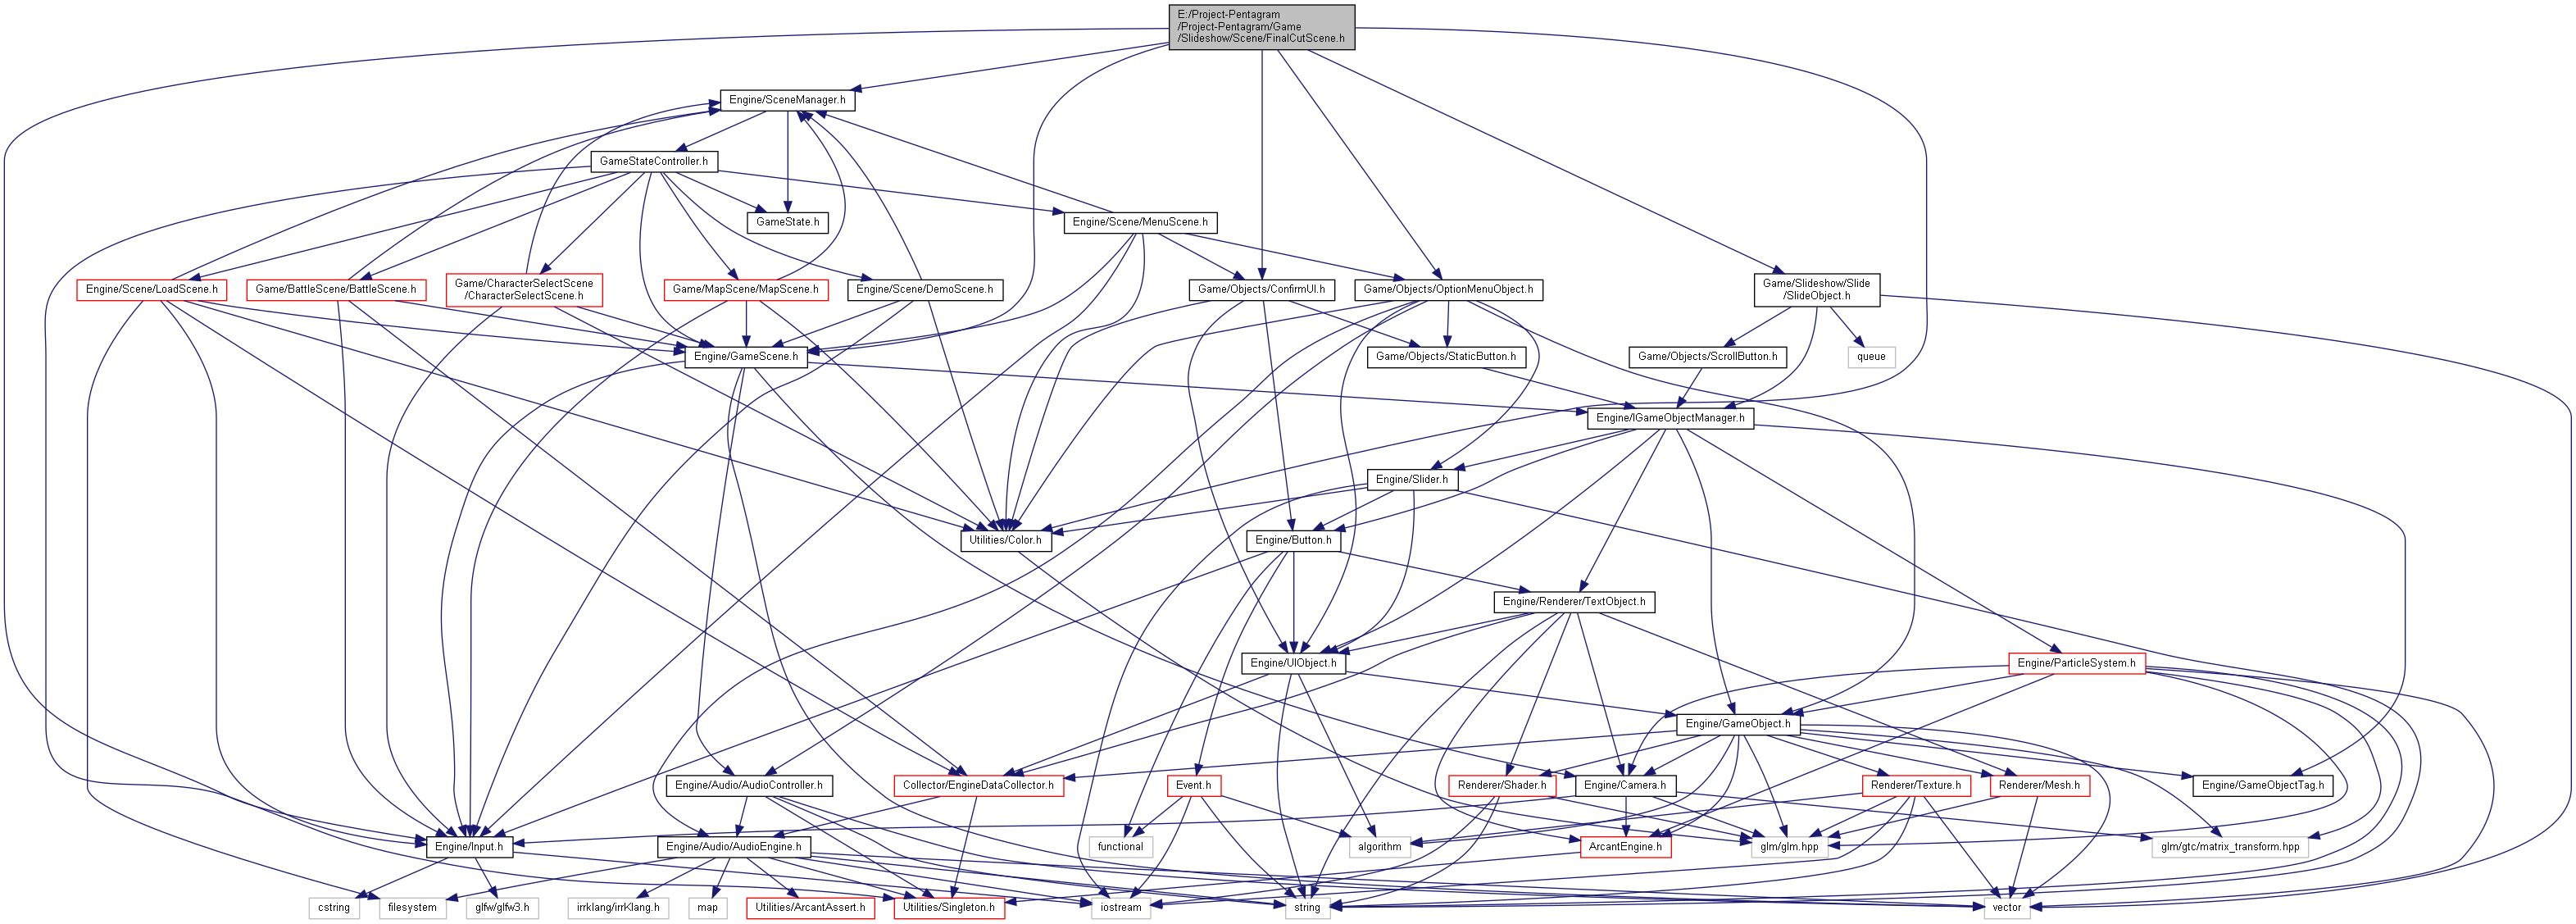 E:/Project-Pentagram
/Project-Pentagram/Game
/Slideshow/Scene/FinalCutScene.h
Engine/SceneManager.h
GameStateController.h
GameState.h
Engine/Scene/MenuScene.h
Engine/Scene/LoadScene.h
Game/BattleScene/BattleScene.h
Game/CharacterSelectScene
/CharacterSelectScene.h
Game/MapScene/MapScene.h
Engine/Scene/DemoScene.h
Game/Objects/ConfirmUI.h
Game/Objects/OptionMenuObject.h
Game/Slideshow/Slide
/SlideObject.h
Engine/GameScene.h
Game/Objects/StaticButton.h
Game/Objects/ScrollButton.h
queue
Engine/IGameObjectManager.h
Engine/Slider.h
Utilities/Color.h
Engine/Button.h
Engine/Renderer/TextObject.h
Engine/UIObject.h
Engine/ParticleSystem.h
Engine/GameObject.h
Engine/Audio/AudioController.h
Collector/EngineDataCollector.h
Event.h
Renderer/Shader.h
Engine/Camera.h
Renderer/Texture.h
Renderer/Mesh.h
Engine/GameObjectTag.h
Engine/Input.h
Engine/Audio/AudioEngine.h
functional
algorithm
ArcantEngine.h
glm/glm.hpp
glm/gtc/matrix_transform.hpp
cstring
filesystem
glfw/glfw3.h
irrklang/irrKlang.h
map
Utilities/ArcantAssert.h
Utilities/Singleton.h
iostream
string
vector